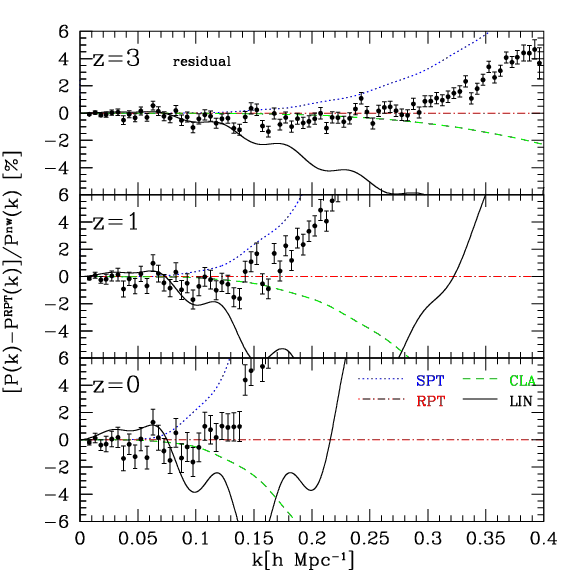 6
4
2
0
−2
−4
z=3
residual
6
4
2
0
−2
−4
z=1
6
4
2
0
−2
−4
−6
z=0
SPT
CLA
RPT
LIN
0
0.05
0.1
0.15
0.2
0.25
0.3
0.35
0.4
k[h Mpc⁻¹]
[P(k)−Pᴿᴾᵀ(k)]/Pⁿʷ(k) [%]